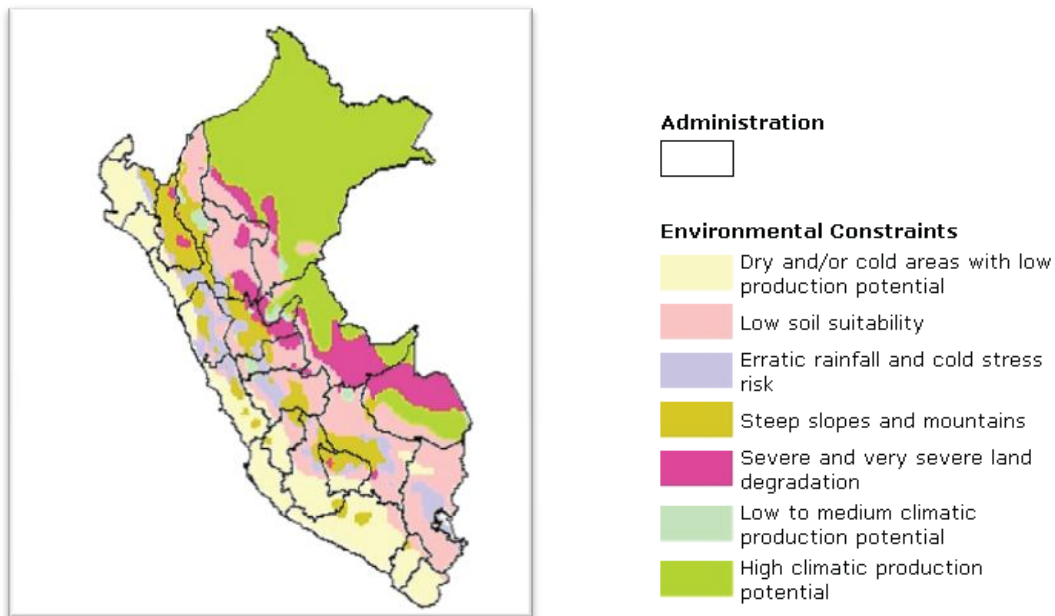 Administration
Environmental Constraints
Dry and/or cold areas with low
production potential
Low soil suitability
Erratic rainfall and cold stress
risk
Steep slopes and mountains
Severe and very severe land
degradation
Low to medium climatic
production potential
High climatic production
potential